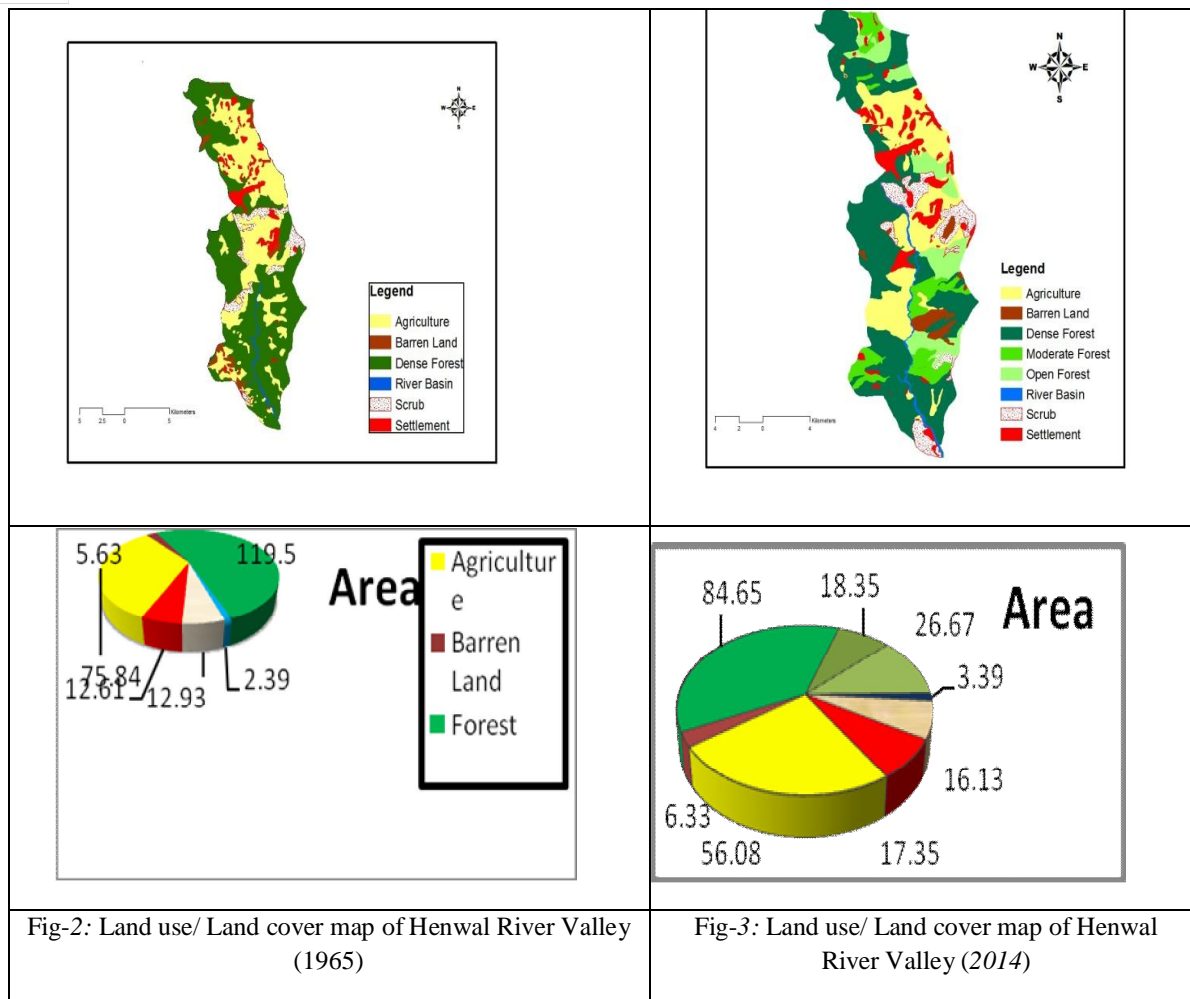 N
W
E
S
Legend
Agriculture
Barren Land
Dense Forest
River Basin
Scrub
Settlement
5
2.5
0
5
Kilometers
N
W
E
S
Legend
Agriculture
Barren Land
Dense Forest
Moderate Forest
Open Forest
River Basin
Scrub
Settlement
4
2
0
4
Kilometers
5.63
119.5
Area
75.84
12.61
12.93
2.39
Agricultur
e
Barren
Land
Forest
84.65
18.35
26.67
Area
3.39
16.13
6.33
56.08
17.35
Fig-2: Land use/ Land cover map of Henwal River Valley
(1965)
Fig-3: Land use/ Land cover map of Henwal
River Valley (2014)